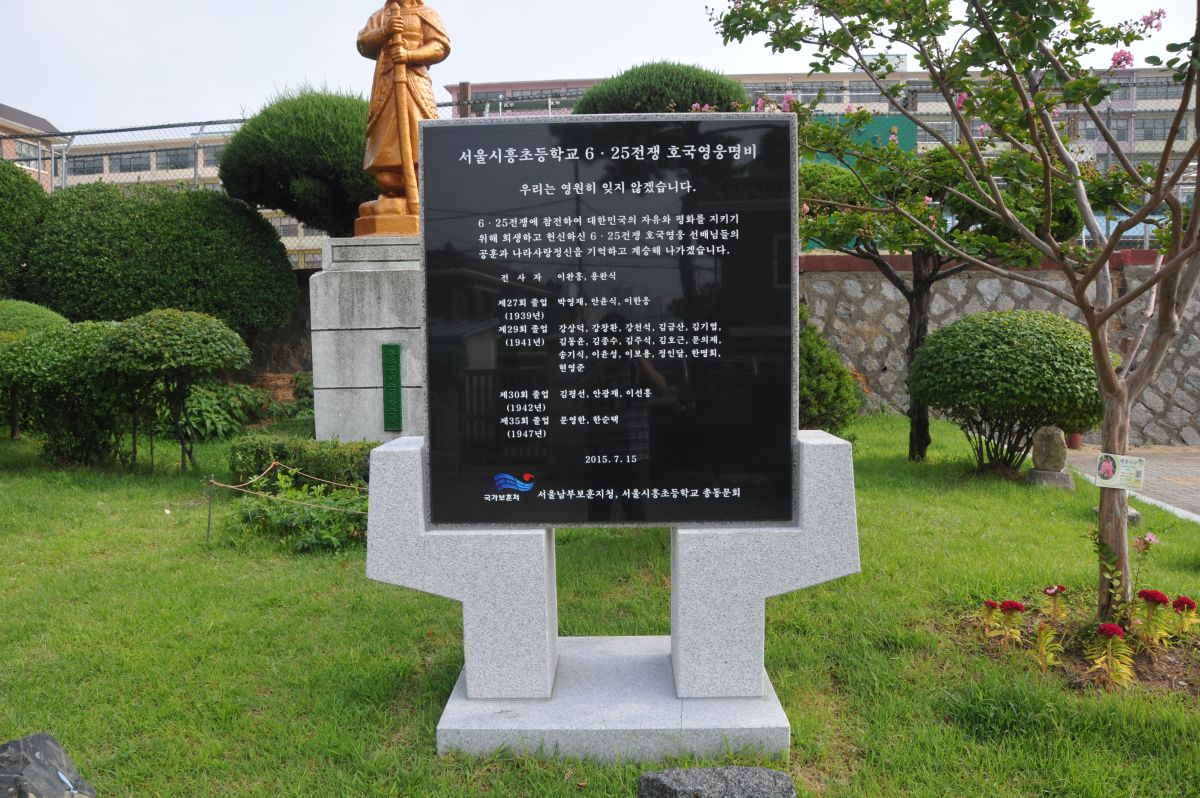 서울시흥초등학교 6·25전쟁 호국영웅명비
우리는 영원히 잊지 않겠습니다.
6·25전쟁에 참전하여 대한민국의 자유와 평화를 지키기
위해 희생하고 헌신하신 6·25전쟁 호국영웅 선배님들의
공훈과 나라사랑정신을 기억하고 계승해 나가겠습니다.
전 사 자 이완흥, 용완식
제27회 졸업 박영재, 안윤식, 이한응
(1939년)
제29회 졸업 강상덕, 강창환, 강천석, 김금산, 김기업,
(1941년) 김동윤, 김종수, 김주석, 김호근, 문의제,
송기식, 이윤성, 이보용, 정인달, 한명회,
현영준
제30회 졸업 김평선, 안광재, 이선홍
(1942년)
제35회 졸업 문영한, 한순택
(1947년)
2015. 7. 15
국가보훈처 서울남부보훈지청, 서울시흥초등학교 총동문회